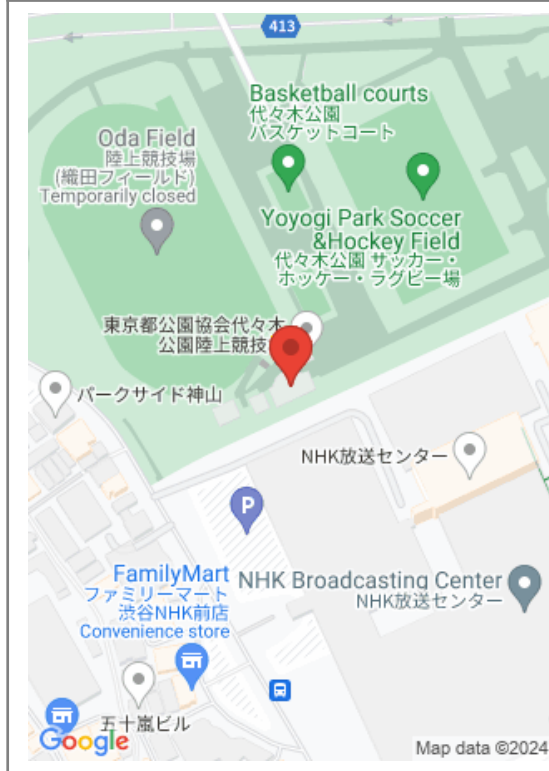 413
Basketball courts
代々木公園
バスケットコート
Oda Field
陸上競技場
(織田フィールド)
Temporarily closed
Yoyogi Park Soccer
&Hockey Field
代々木公園 サッカー・
ホッケー・ラグビー場
東京都公園協会代々木
公園陸上競技
パークサイド神山
NHK放送センター
P
FamilyMart
ファミリーマート
渋谷NHK前店
Convenience store
NHK Broadcasting Center
NHK放送センター
五十嵐ビル
Google
Map data ©2024